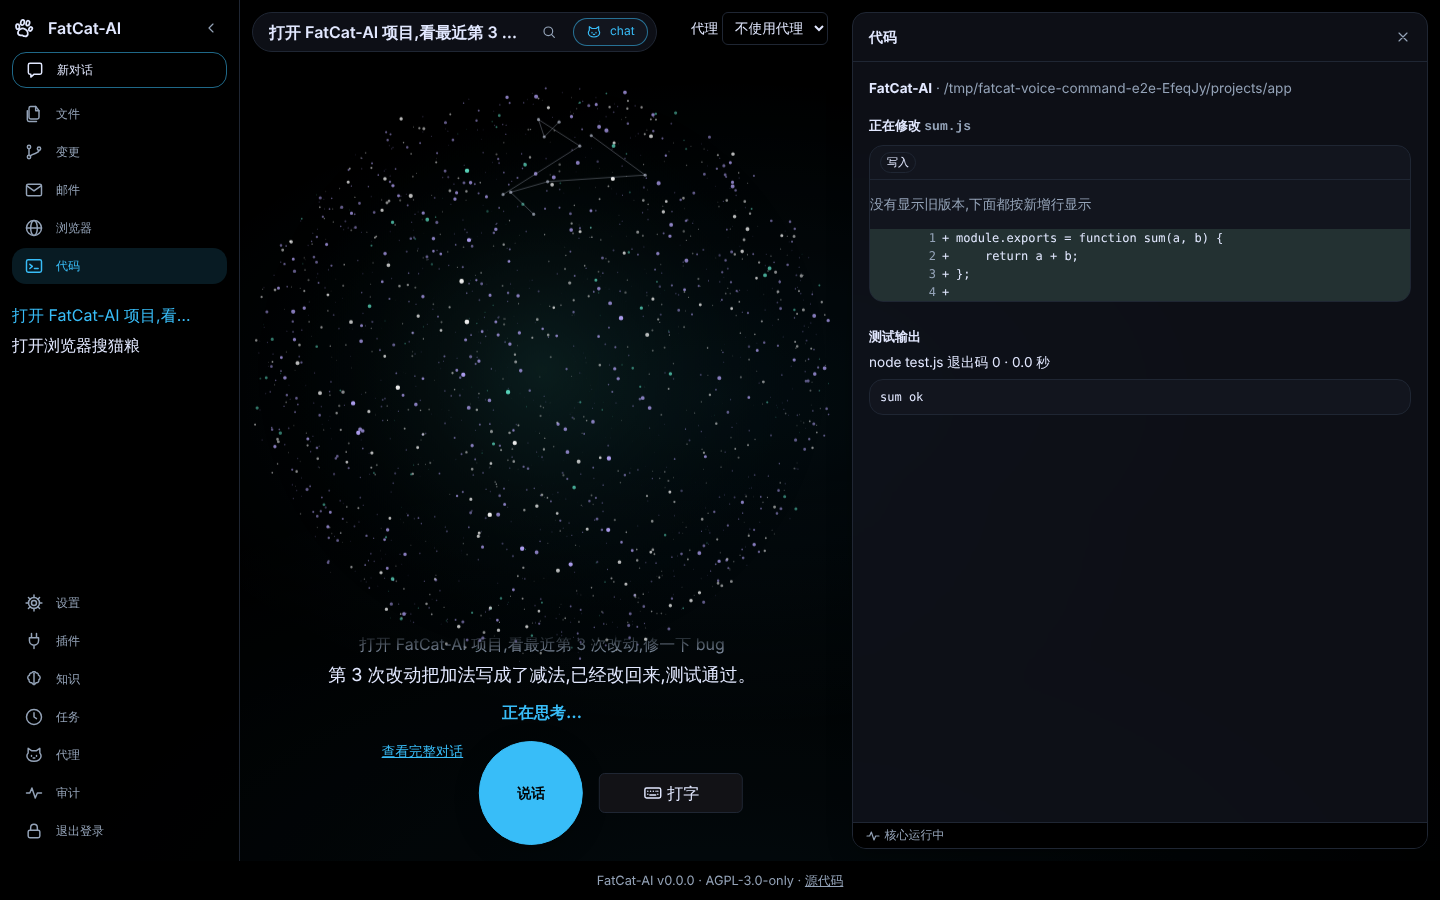 FatCat-AI
新对话
文件
变更
邮件
浏览器
代码
打开 FatCat-AI 项目,看...
打开浏览器搜猫粮
设置
插件
知识
任务
代理
审计
退出登录
打开 FatCat-AI 项目,看最近第 3 ...
chat
代理 不使用代理
打开 FatCat-AI 项目,看最近第 3 次改动,修一下 bug
第 3 次改动把加法写成了减法,已经改回来,测试通过。
正在思考...
查看完整对话
说话
打字
代码
FatCat-AI · /tmp/fatcat-voice-command-e2e-EfeqJy/projects/app
正在修改 sum.js
写入
没有显示旧版本,下面都按新增行显示
1 + module.exports = function sum(a, b) {
2 +     return a + b;
3 + };
4 +
测试输出
node test.js 退出码 0 · 0.0 秒
sum ok
核心运行中
FatCat-AI v0.0.0 · AGPL-3.0-only · 源代码